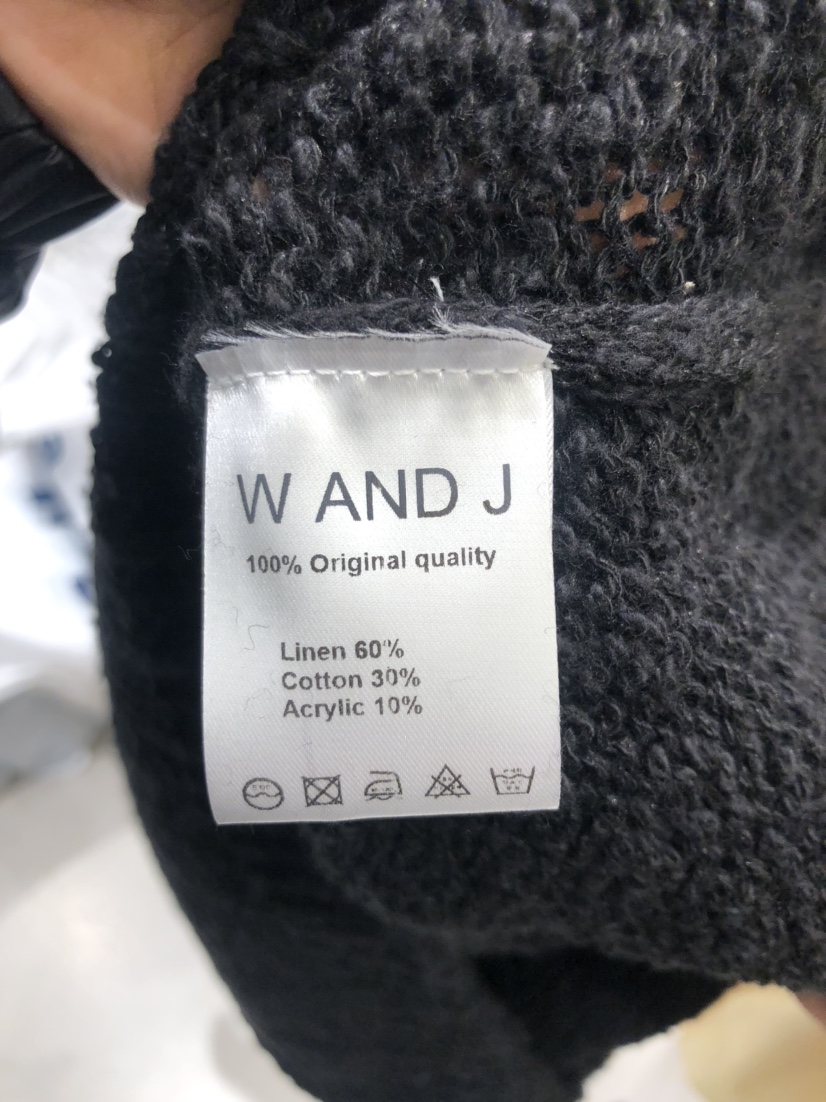 W AND J
100% Original quality
Linen 60%
Cotton 30%
Acrylic 10%